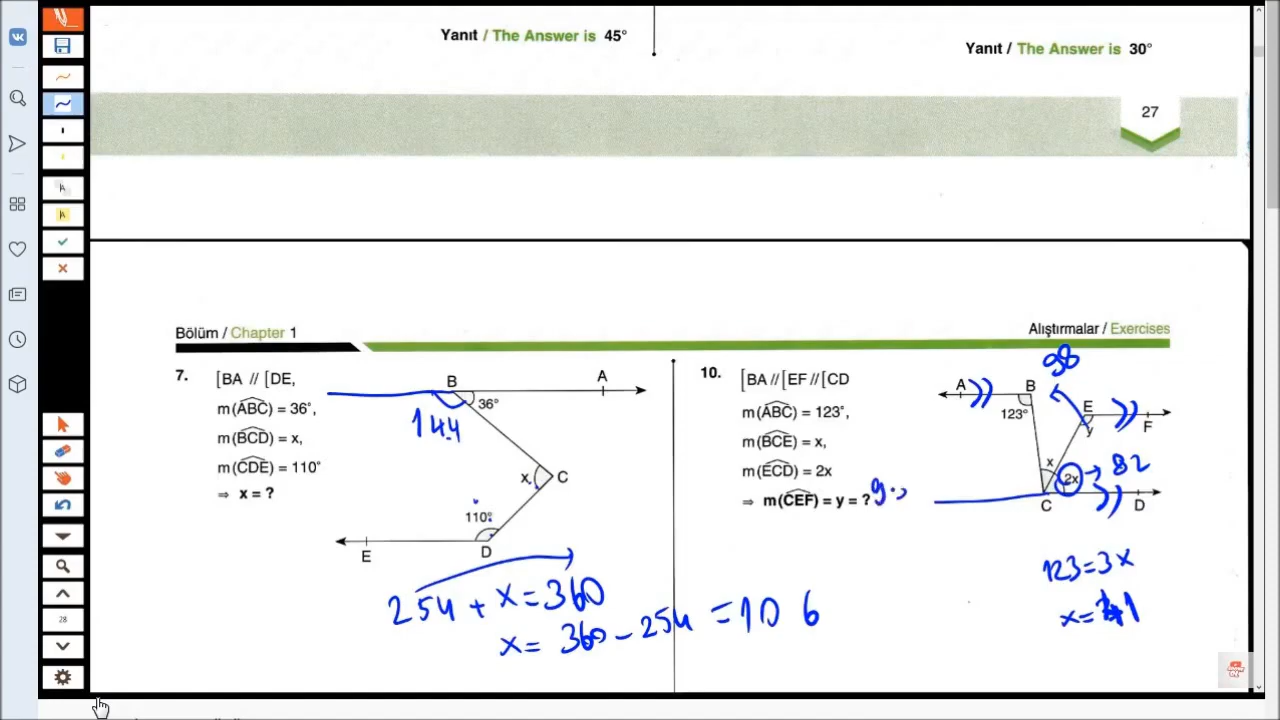 Yanıt / The Answer is 45°
Yanıt / The Answer is 30°
27
Bölüm / Chapter 1
Alıştırmalar / Exercises
7.
[BA // [DE,
m(ABC) = 36°,
m(BCD) = x,
m(CDE) = 110°
⇒ x = ?
B
A
36°
144
x
C
110°
E
D
254 + x = 360
x = 360 - 254 = 106
10.
[BA // [EF // [CD
m(ABC) = 123°,
m(BCE) = x,
m(ECD) = 2x
⇒ m(CEF) = y = ?
98
A
B
E
123°
y
F
x
2x
82
C
D
123 = 3x
x = 41
28